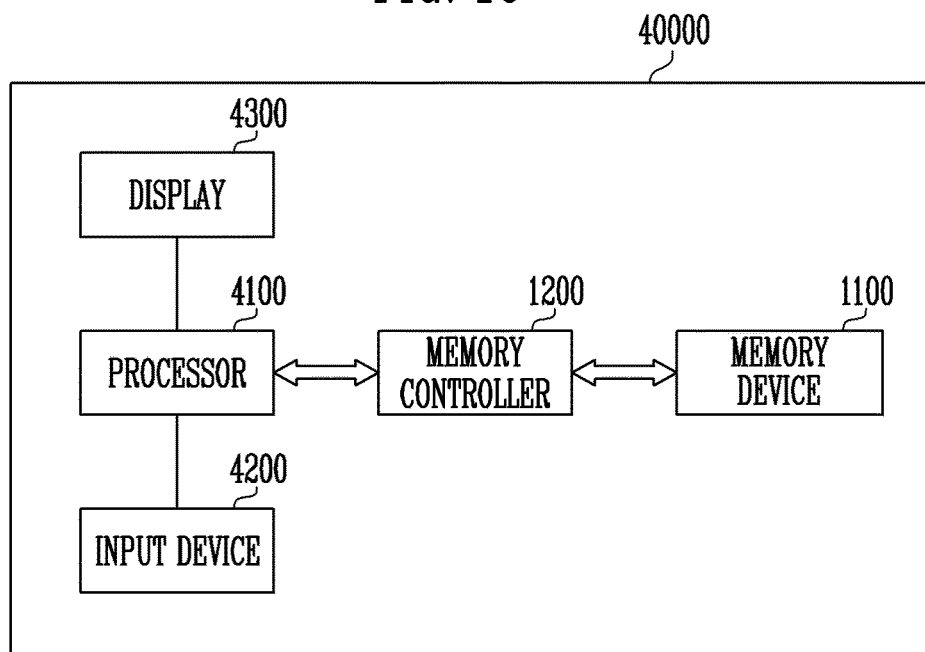 40000
4300
DISPLAY
4100
PROCESSOR
1200
MEMORY
CONTROLLER
1100
MEMORY
DEVICE
4200
INPUT DEVICE